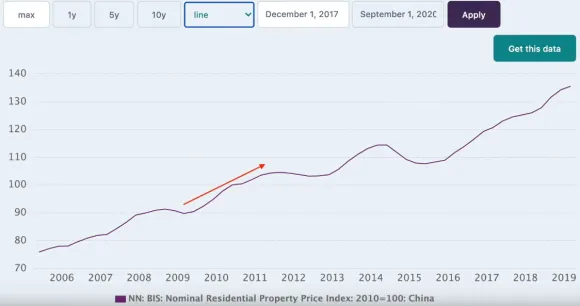 max 1y 5y 10y line December 1, 2017 September 1, 202 Apply
Get this data
140
130
120
110
100
90
80
70
2006 2007 2008 2009 2010 2011 2012 2013 2014 2015 2016 2017 2018 2019
NN: BIS: Nominal Residential Property Price Index: 2010=100: China